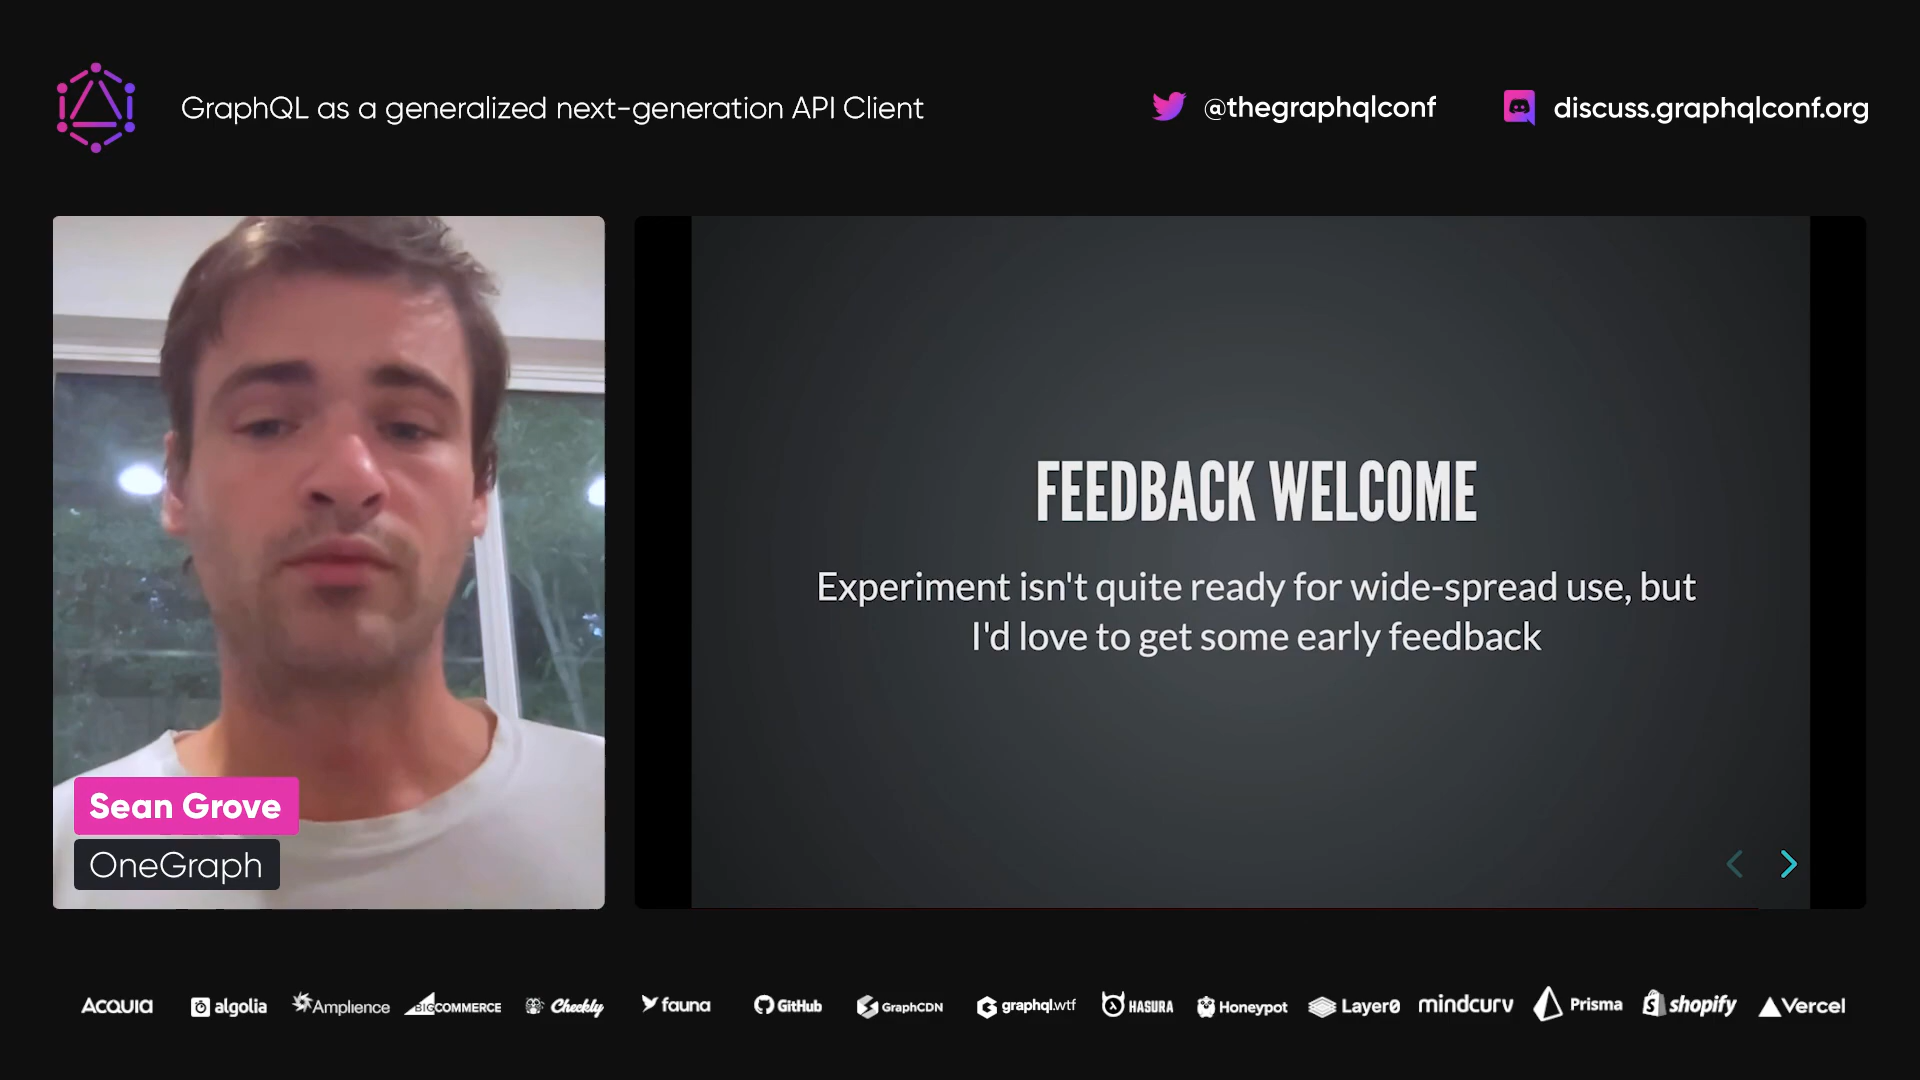 GraphQL as a generalized next-generation API Client
@thegraphqlconf
discuss.graphqlconf.org
FEEDBACK WELCOME
Experiment isn't quite ready for wide-spread use, but
I'd love to get some early feedback
Sean Grove
OneGraph
ACQUIA
algolia
Amplience
BIGCOMMERCE
Checkly
fauna
GitHub
GraphCDN
graphql.wtf
HASURA
Honeypot
Layer0
mindcurv
Prisma
shopify
Vercel